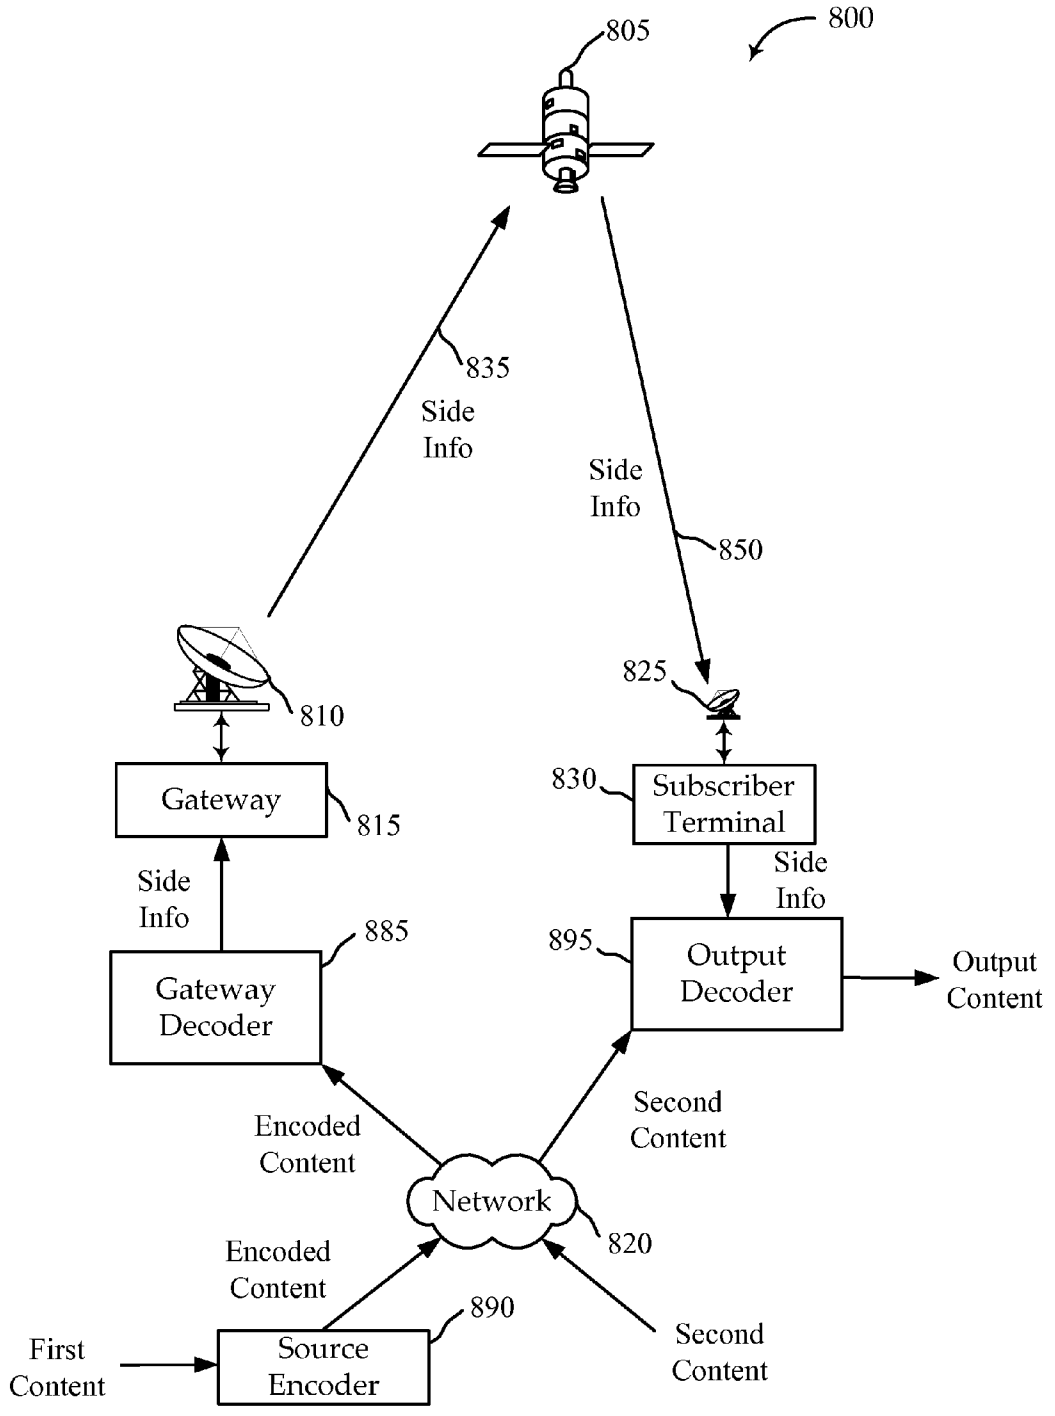 800
805
835
Side
Info
Side
Info
850
825
810
Gateway
815
830
Subscriber
Terminal
Side
Info
Side
Info
885
895
Gateway
Decoder
Output
Decoder
Output
Content
Encoded
Content
Second
Content
Network
820
Encoded
Content
890
First
Content
Source
Encoder
Second
Content